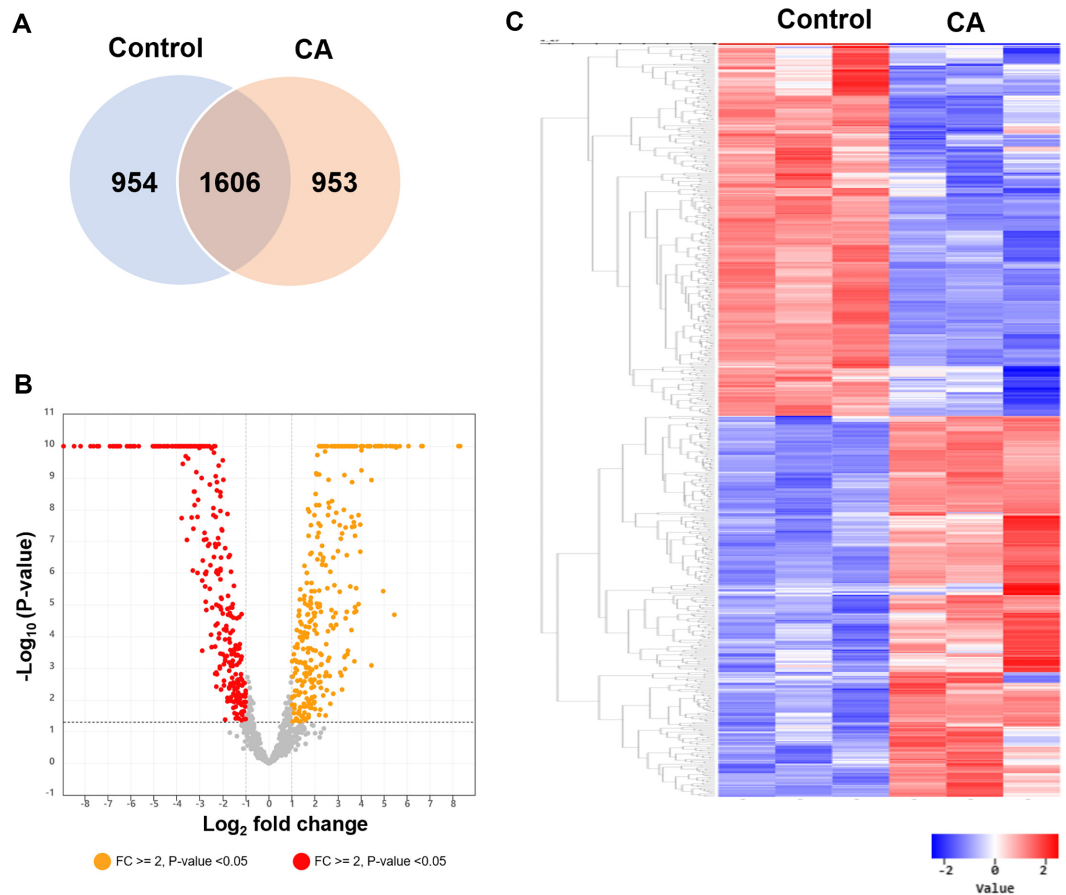 A
Control
CA
954
1606
953
B
11
10
9
8
7
6
5
4
3
2
1
0
-1
-Log10 (P-value)
-8 -7 -6 -5 -4 -3 -2 -1 0 1 2 3 4 5 6 7 8
Log2 fold change
FC >= 2, P-value <0.05
FC >= 2, P-value <0.05
C
Control
CA
-2 0 2
Value